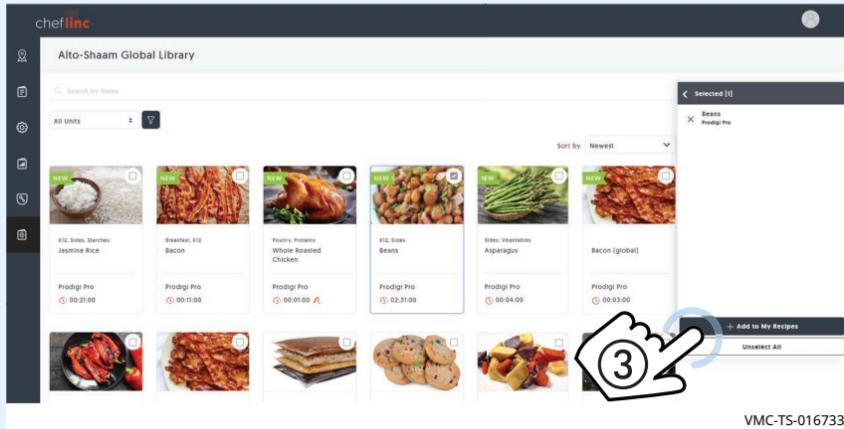 cheflinc
Alto-Shaam Global Library
Search by Name
Selected [1]
Beans
Prodigi Pro
All Units
Sort by Newest
NEW NEW NEW NEW NEW NEW
K12, Sides, Starches
Jasmine Rice
Prodigi Pro
00:21:00
Breakfast, K12
Bacon
Prodigi Pro
00:11:00
Poultry, Proteins
Whole Roasted
Chicken
Prodigi Pro
00:01:00
K12, Sides
Beans
Prodigi Pro
02:31:00
Sides, Vegetables
Asparagus
Prodigi Pro
00:04:00
Bacon (global)
Prodigi Pro
00:03:00
+ Add to My Recipes
Unselect All
3
VMC-TS-016733